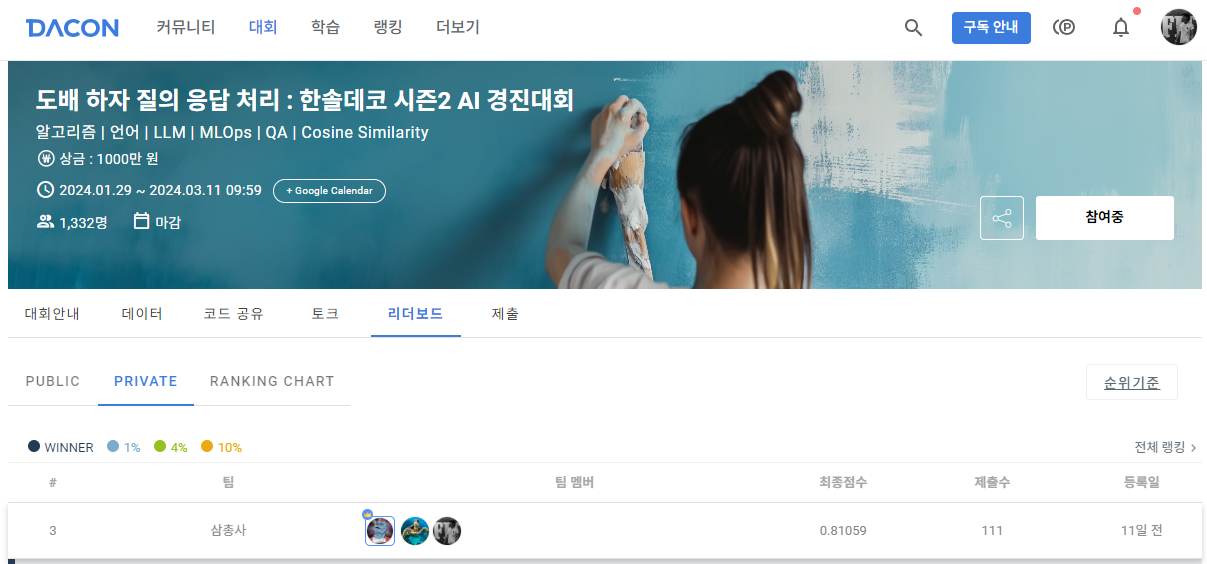 DACON 커뮤니티 대회 학습 랭킹 더보기 구독 안내
도배 하자 질의 응답 처리 : 한솔데코 시즌2 AI 경진대회
알고리즘 | 언어 | LLM | MLOps | QA | Cosine Similarity
상금 : 1000만 원
2024.01.29 ~ 2024.03.11 09:59 + Google Calendar
1,332명 마감
참여중
대회안내 데이터 코드 공유 토크 리더보드 제출
PUBLIC PRIVATE RANKING CHART 순위기준
WINNER 1% 4% 10% 전체 랭킹 >
# 팀 팀 멤버 최종점수 제출수 등록일
3 삼총사 0.81059 111 11일 전